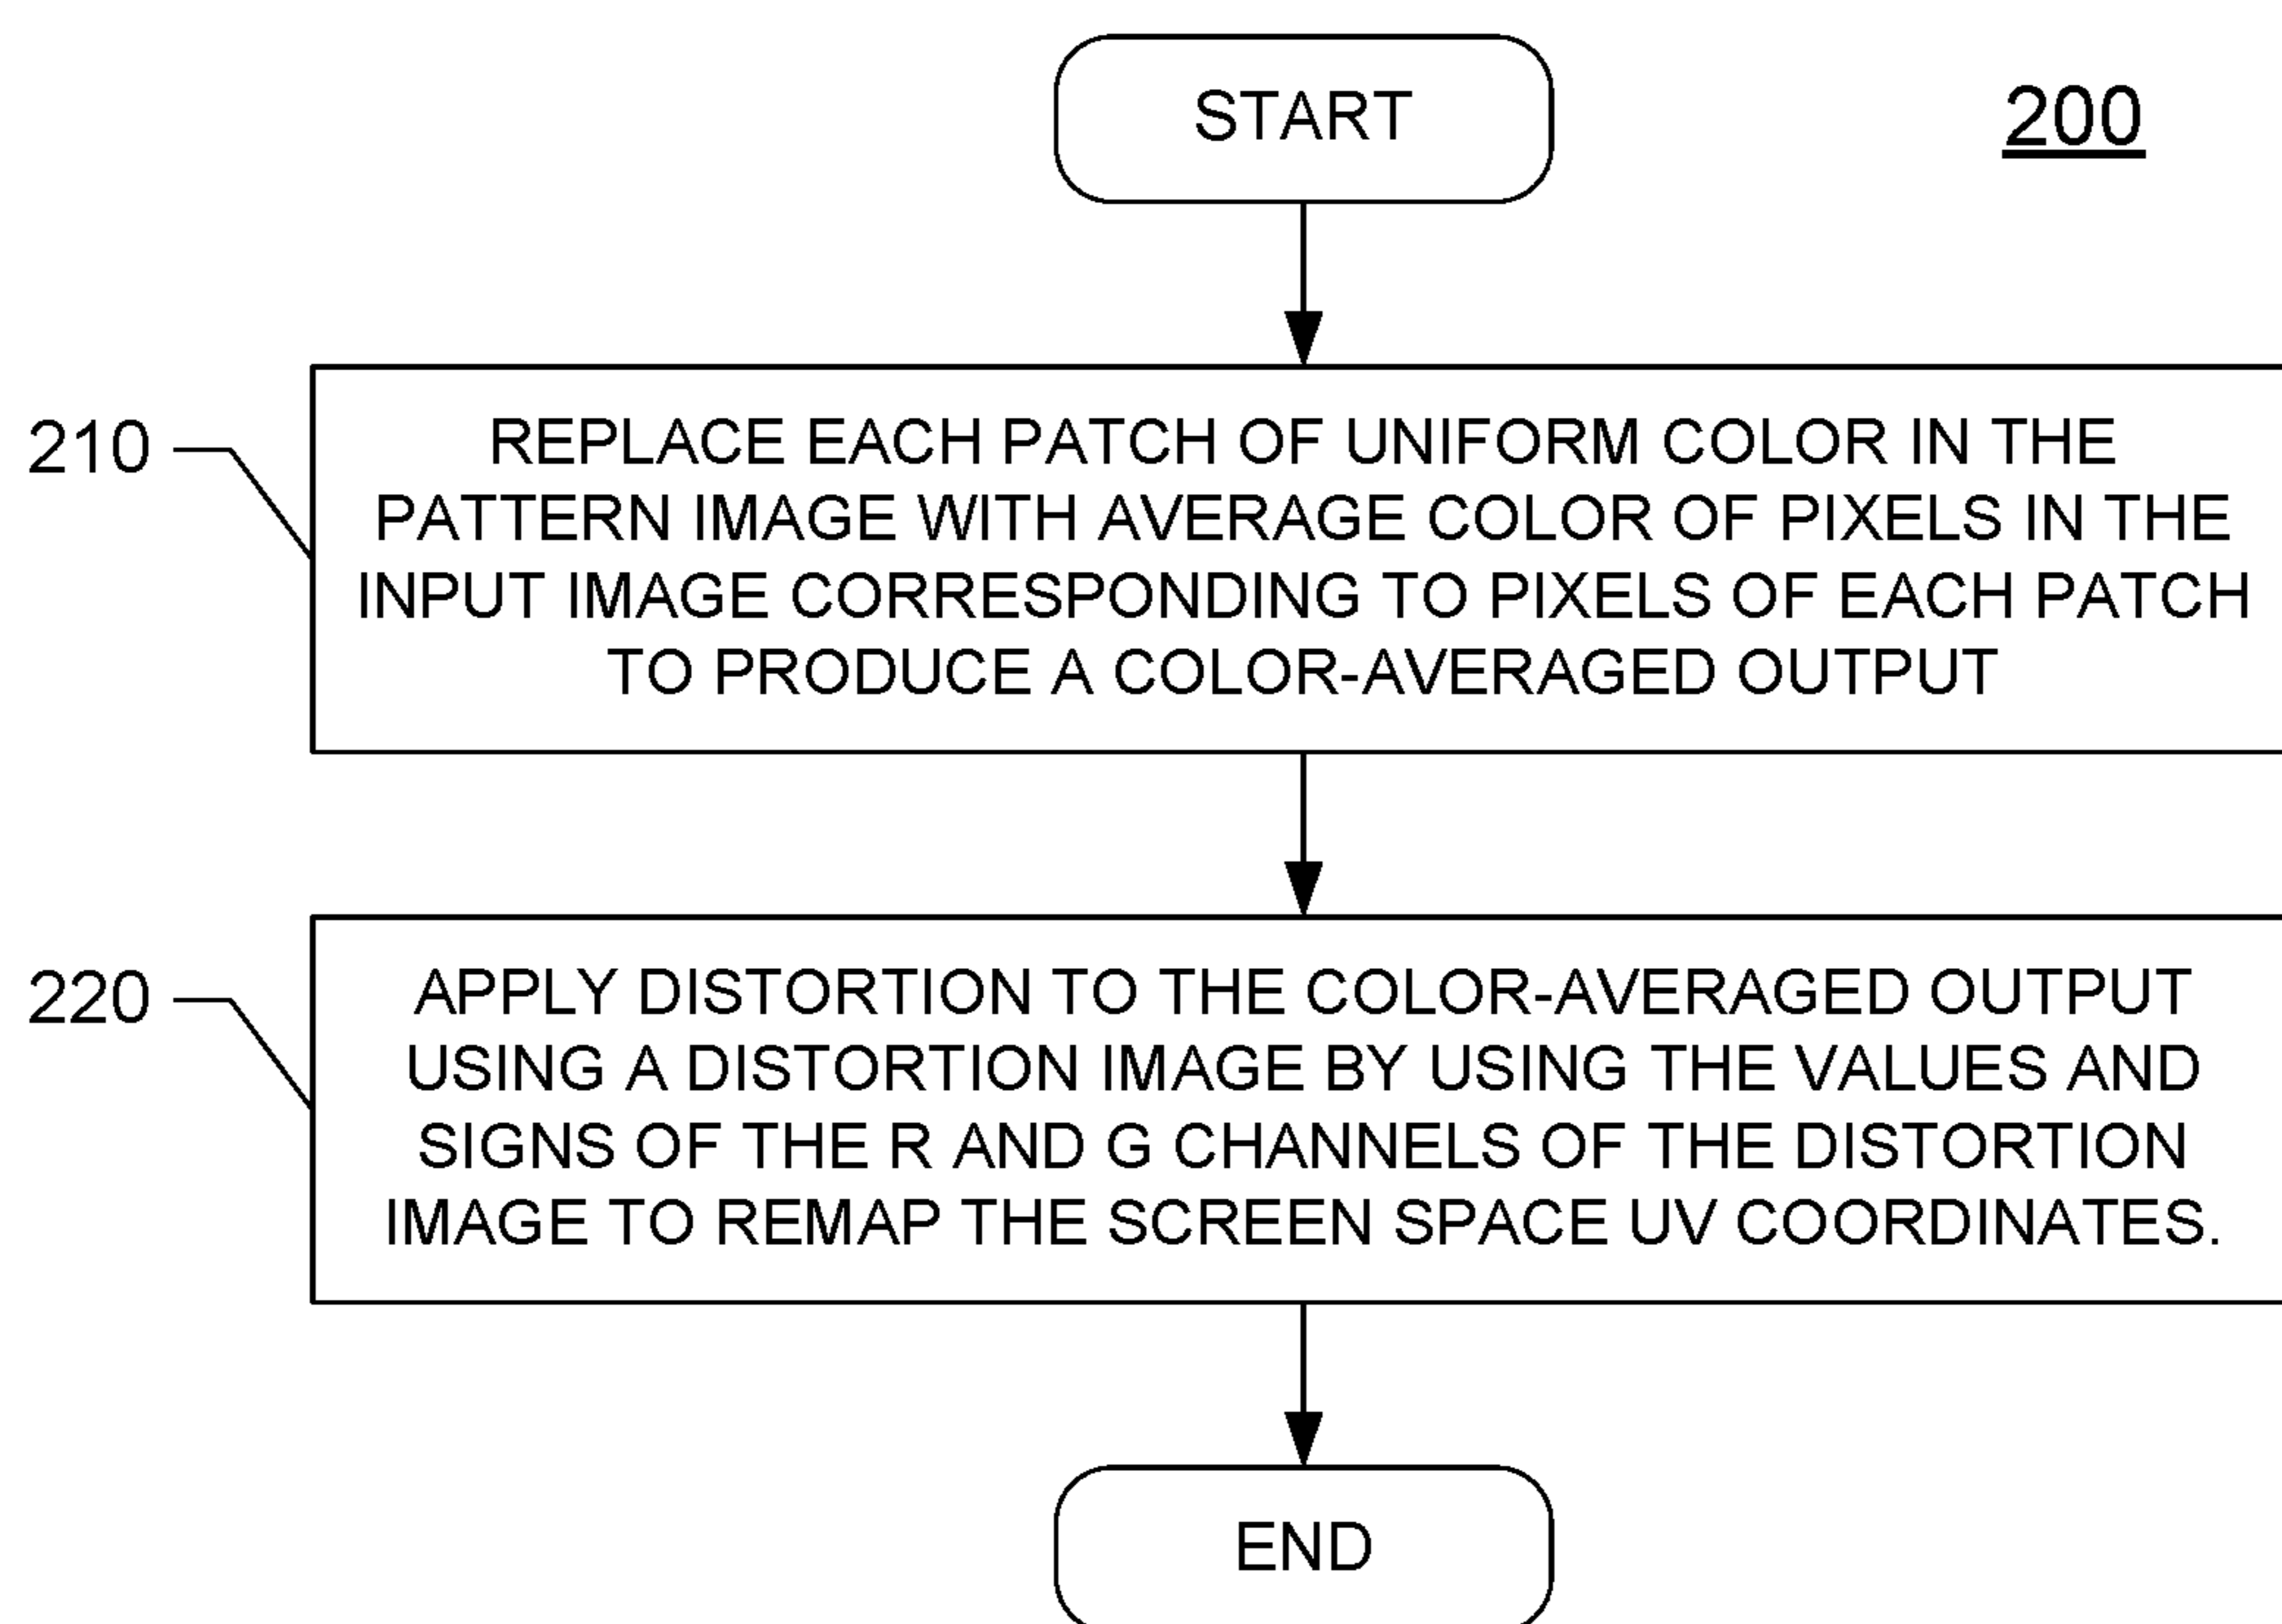 START
200
210
REPLACE EACH PATCH OF UNIFORM COLOR IN THE
PATTERN IMAGE WITH AVERAGE COLOR OF PIXELS IN THE
INPUT IMAGE CORRESPONDING TO PIXELS OF EACH PATCH
TO PRODUCE A COLOR-AVERAGED OUTPUT
220
APPLY DISTORTION TO THE COLOR-AVERAGED OUTPUT
USING A DISTORTION IMAGE BY USING THE VALUES AND
SIGNS OF THE R AND G CHANNELS OF THE DISTORTION
IMAGE TO REMAP THE SCREEN SPACE UV COORDINATES.
END